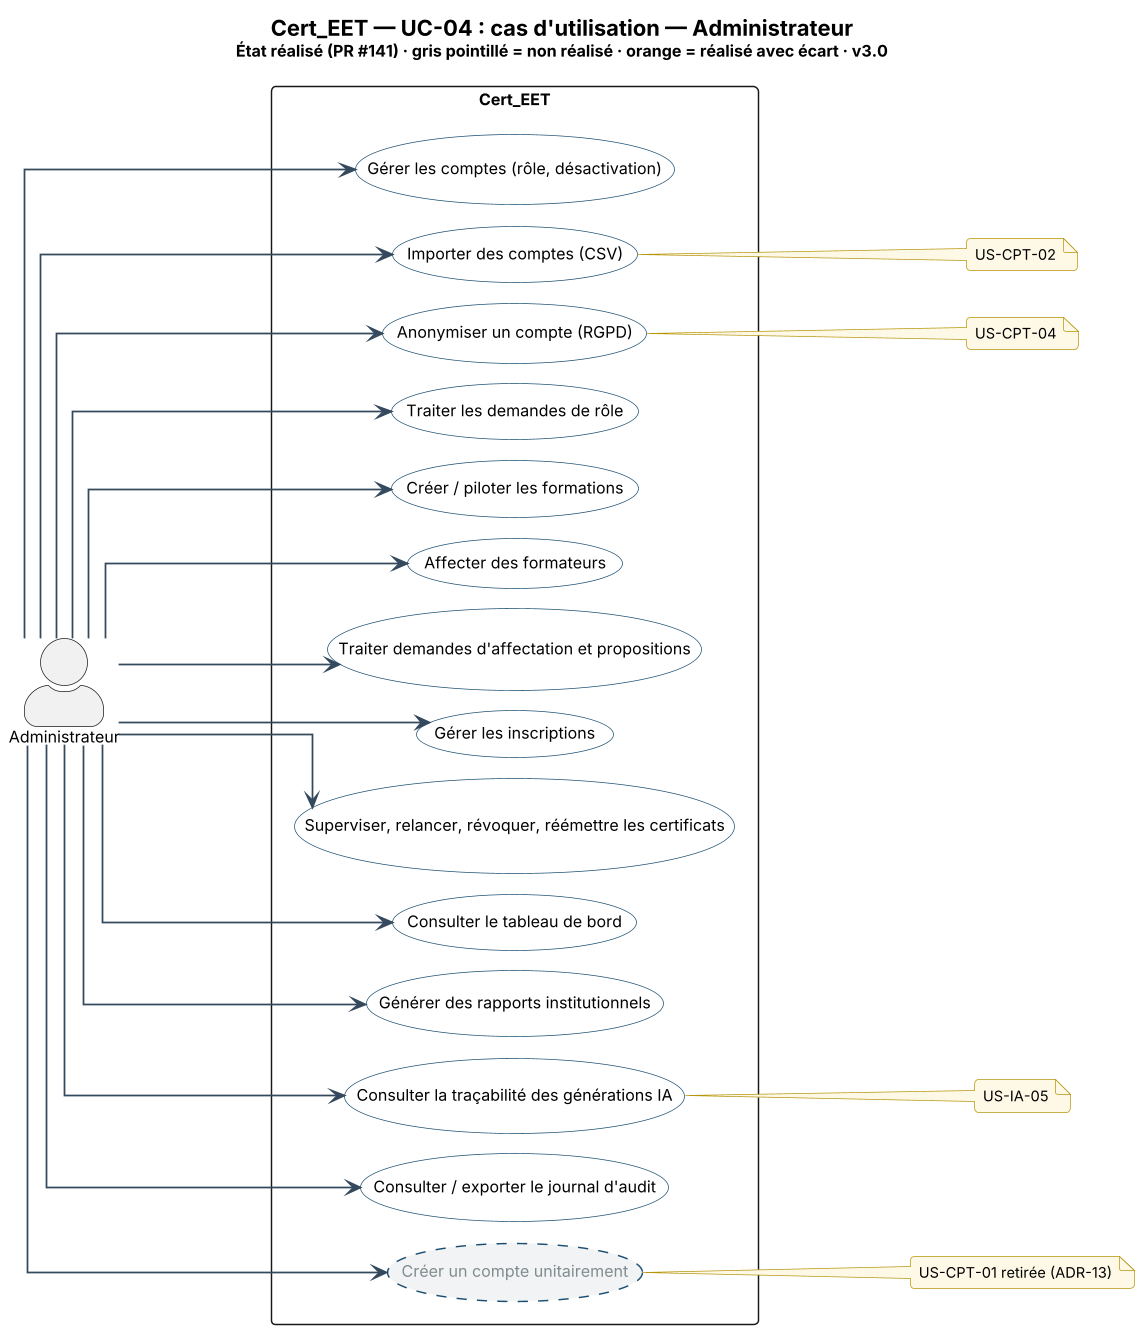 Cert_EET — UC-04 : cas d'utilisation — Administrateur
État réalisé (PR #141) · gris pointillé = non réalisé · orange = réalisé avec écart · v3.0
Cert_EET
Gérer les comptes (rôle, désactivation)
Importer des comptes (CSV)
US-CPT-02
Anonymiser un compte (RGPD)
US-CPT-04
Traiter les demandes de rôle
Créer / piloter les formations
Affecter des formateurs
Traiter demandes d'affectation et propositions
Gérer les inscriptions
Administrateur
Superviser, relancer, révoquer, réémettre les certificats
Consulter le tableau de bord
Générer des rapports institutionnels
Consulter la traçabilité des générations IA
US-IA-05
Consulter / exporter le journal d'audit
Créer un compte unitairement
US-CPT-01 retirée (ADR-13)